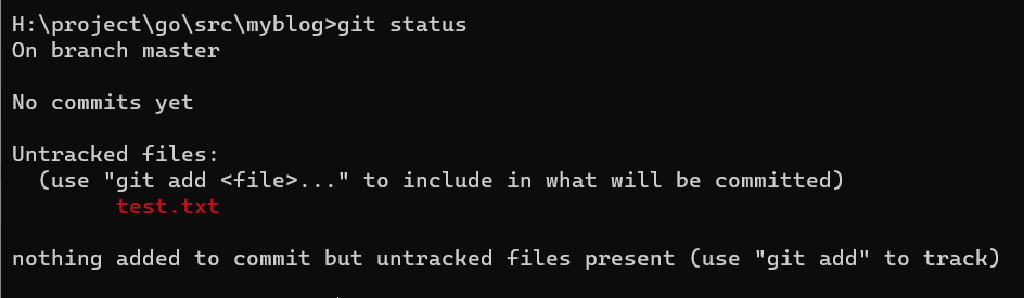 H:\project\go\src\myblog>git status
On branch master
No commits yet
Untracked files:
  (use "git add <file>..." to include in what will be committed)
        test.txt
nothing added to commit but untracked files present (use "git add" to track)